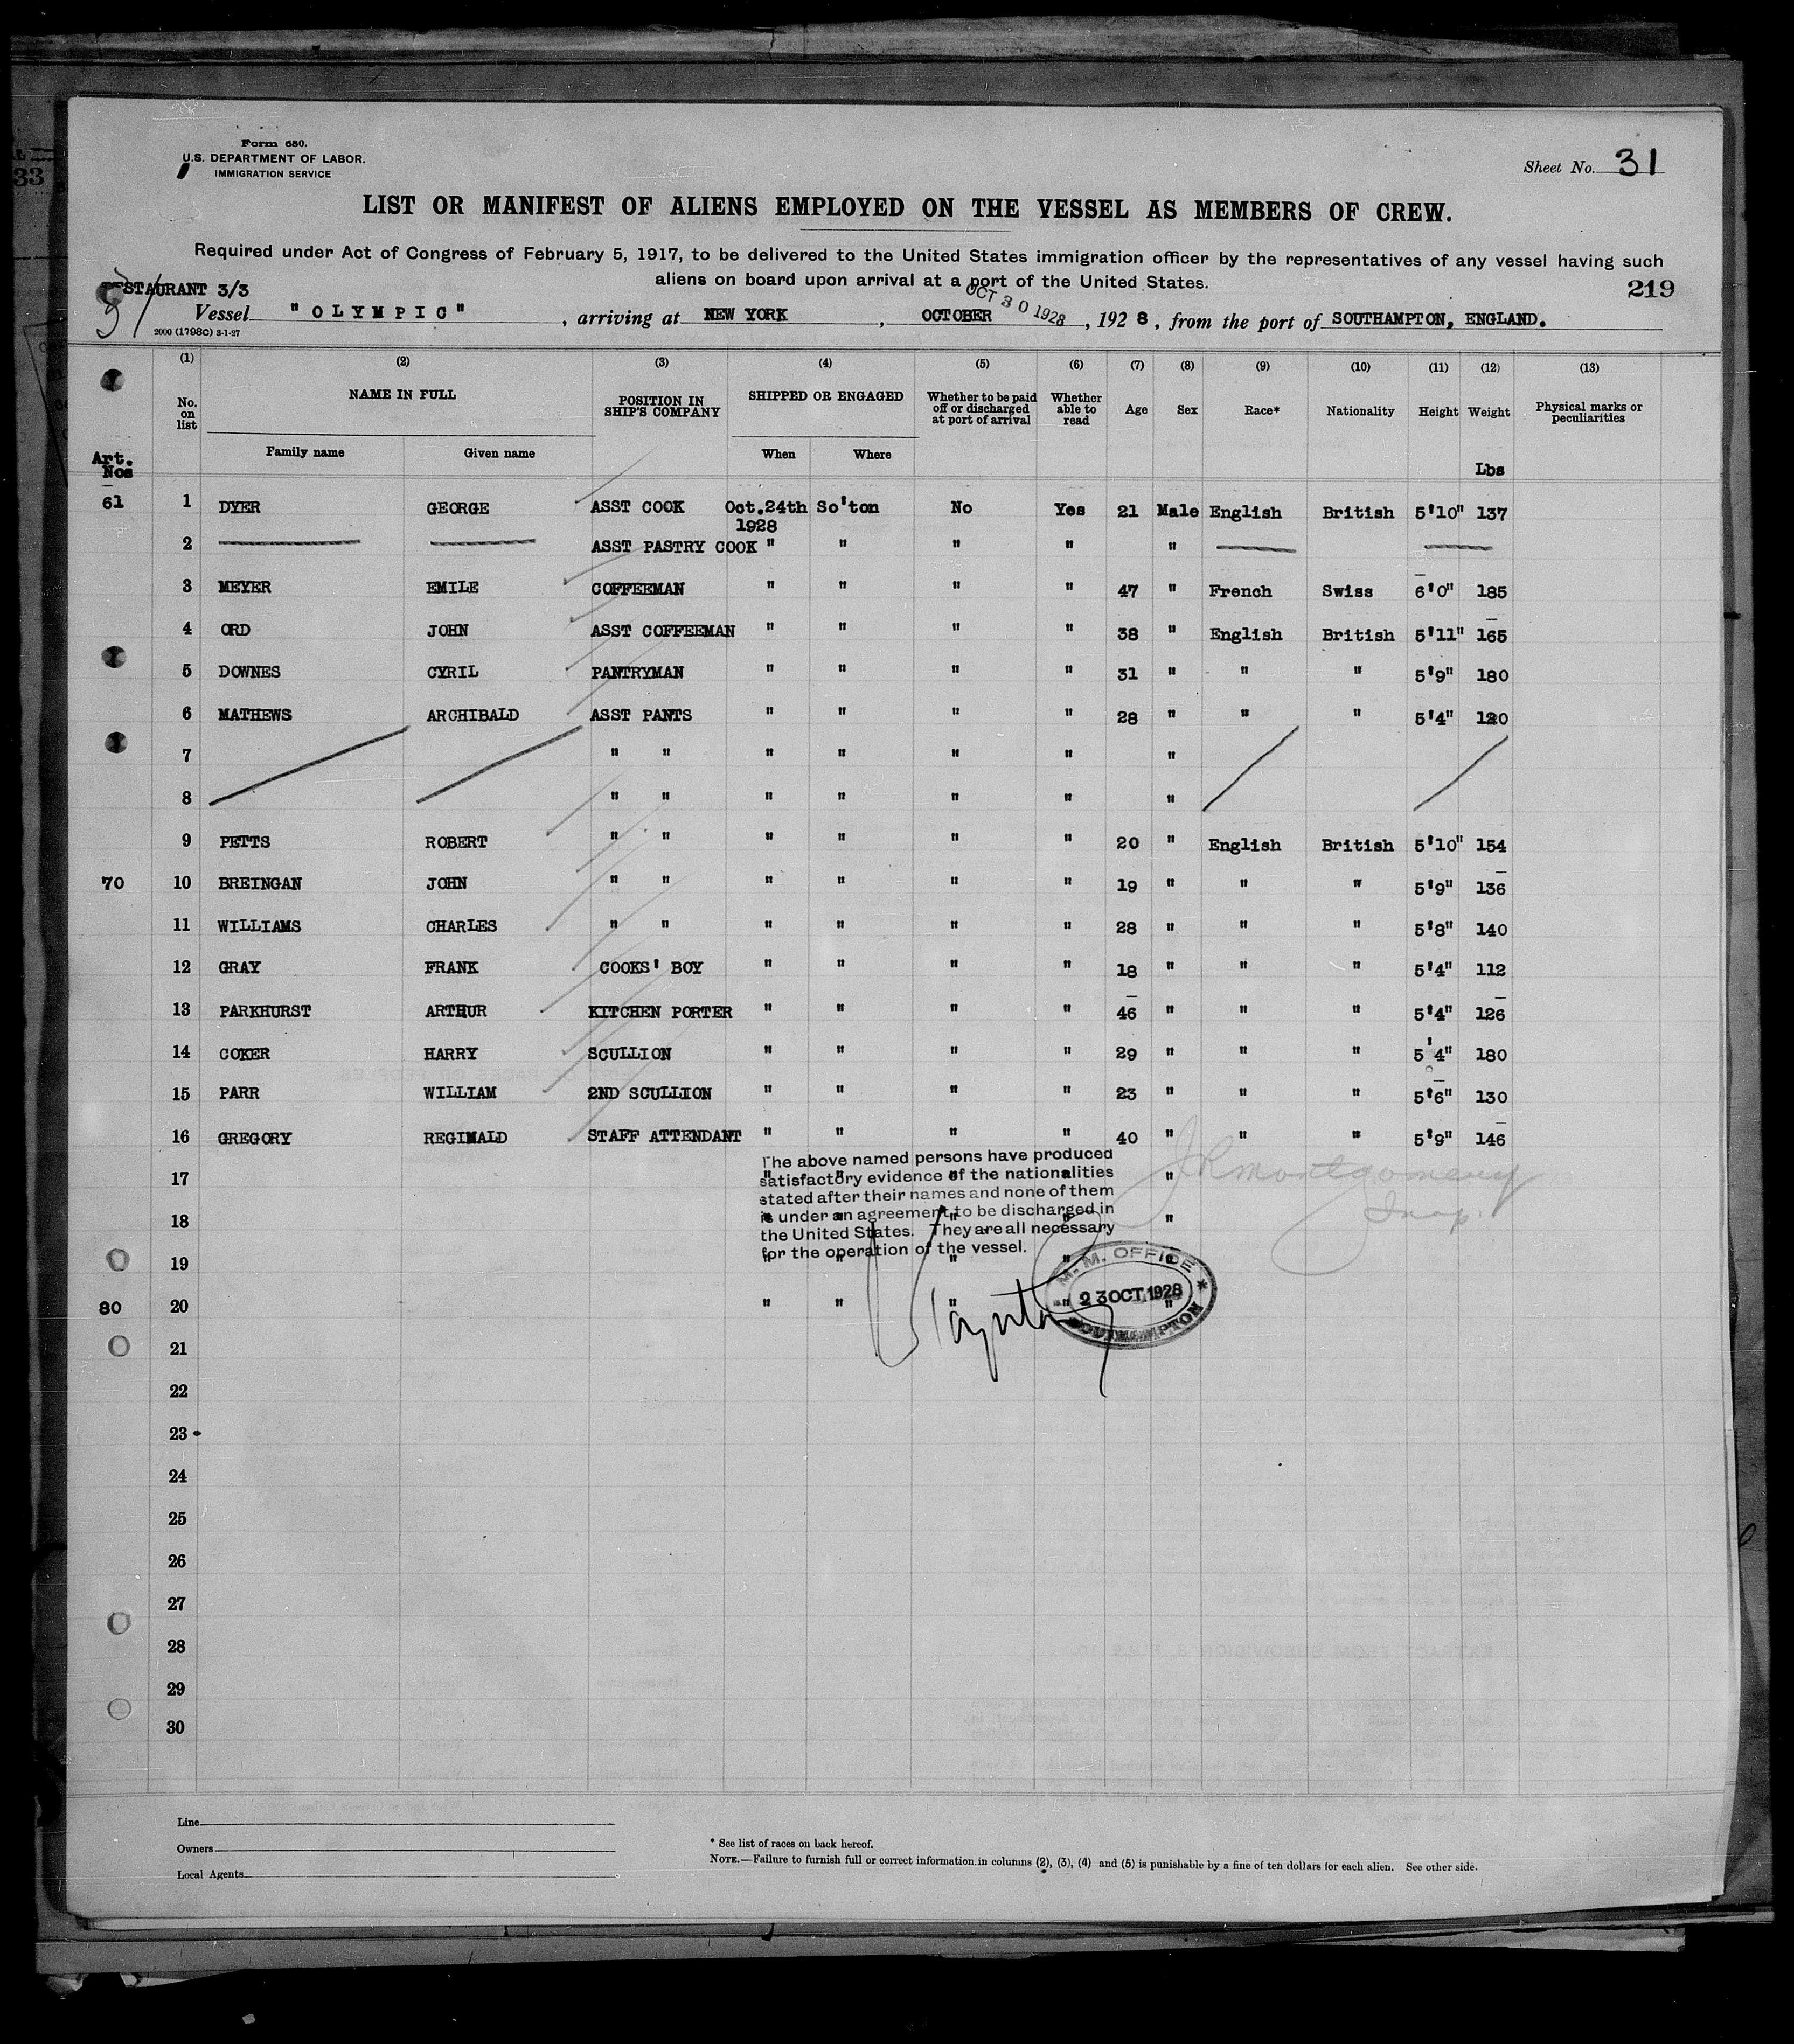 Form 680.
U.S. DEPARTMENT OF LABOR.
IMMIGRATION SERVICE
Sheet No. 31
LIST OR MANIFEST OF ALIENS EMPLOYED ON THE VESSEL AS MEMBERS OF CREW.
Required under Act of Congress of February 5, 1917, to be delivered to the United States immigration officer by the representatives of any vessel having such
aliens on board upon arrival at a port of the United States.
RESTAURANT 3/3
219
OCT 30 1928
Vessel "OLYMPIC", arriving at NEW YORK, OCTOBER, 1928, from the port of SOUTHAMPTON, ENGLAND.
2000 (1798c) 3-1-27
(1) (2) (3) (4) (5) (6) (7) (8) (9) (10) (11) (12) (13)
No. on list NAME IN FULL POSITION IN SHIP'S COMPANY SHIPPED OR ENGAGED Whether to be paid off or discharged at port of arrival Whether able to read Age Sex Race* Nationality Height Weight Physical marks or peculiarities
Family name Given name When Where
Art. Nos Lbs
61 1 DYER GEORGE ASST COOK Oct.24th 1928 So'ton No Yes 21 Male English British 5'10" 137
2 ASST PASTRY COOK " " " " "
3 MEYER EMILE COFFEEMAN " " " " 47 " French Swiss 6'0" 185
4 ORD JOHN ASST COFFEEMAN " " " " 38 " English British 5'11" 165
5 DOWNES CYRIL PANTRYMAN " " " " 31 " " " 5'9" 180
6 MATHEWS ARCHIBALD ASST PANTS " " " " 28 " " " 5'4" 120
7 " " " " " " "
8 " " " " " " "
9 PETTS ROBERT " " " " " " 20 " English British 5'10" 154
70 10 BREINGAN JOHN " " " " " " 19 " " " 5'9" 136
11 WILLIAMS CHARLES " " " " " " 28 " " " 5'8" 140
12 GRAY FRANK COOKS' BOY " " " " 18 " " " 5'4" 112
13 PARKHURST ARTHUR KITCHEN PORTER " " " " 46 " " " 5'4" 126
14 COKER HARRY SCULLION " " " " 29 " " " 5'4" 180
15 PARR WILLIAM 2ND SCULLION " " " " 23 " " " 5'6" 130
16 GREGORY REGINALD STAFF ATTENDANT " " " " 40 " " " 5'9" 146
The above named persons have produced
satisfactory evidence of the nationalities
stated after their names and none of them
is under an agreement to be discharged in
the United States. They are all necessary
for the operation of the vessel.
JRMontgomery
Insp.
17 " " " " "
18 " " " " "
19 " " " " "
80 20 " " " " "
M. M. OFFICE
23 OCT. 1928
SOUTHAMPTON
21
22
23
24
25
26
27
28
29
30
Line
Owners
Local Agents
* See list of races on back hereof.
NOTE.—Failure to furnish full or correct information in columns (2), (3), (4) and (5) is punishable by a fine of ten dollars for each alien. See other side.